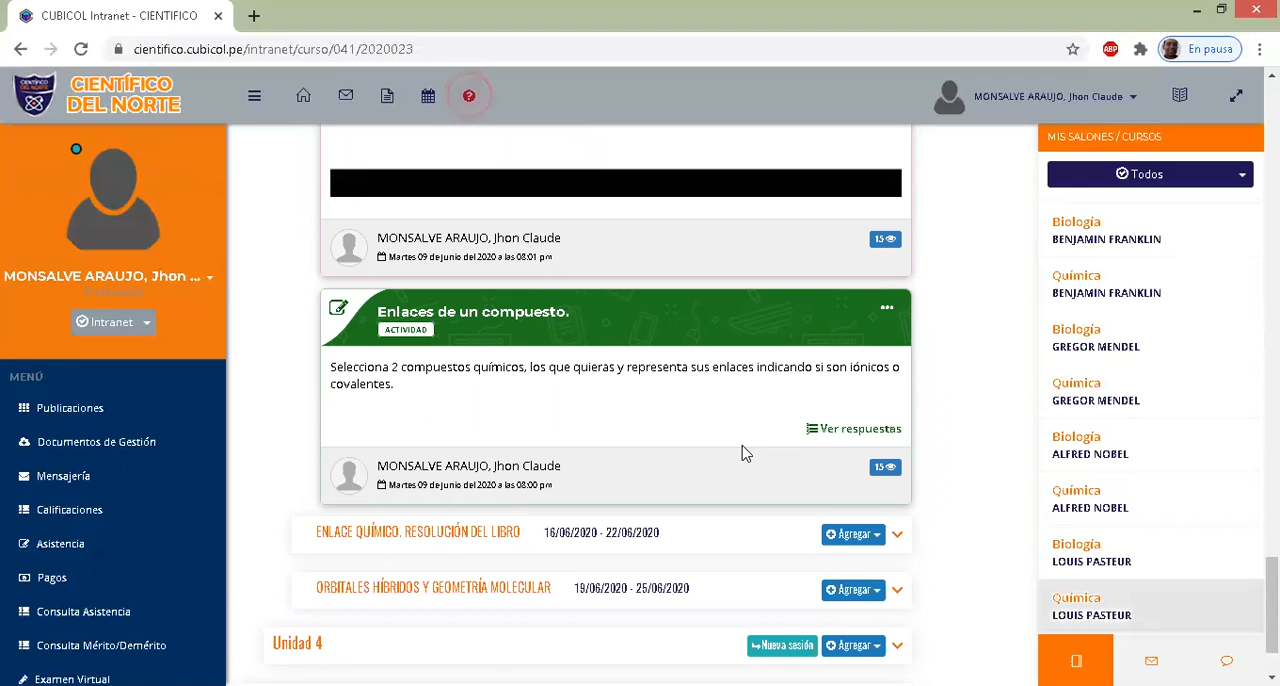 CUBICOL Intranet - CIENTIFICO
cientifico.cubicol.pe/intranet/curso/041/2020023
ABP
En pausa
CIENTÍFICO
DEL NORTE
MONSALVE ARAUJO, Jhon Claude
MONSALVE ARAUJO, Jhon ...
Intranet
MENÚ
Publicaciones
Documentos de Gestión
Mensajería
Calificaciones
Asistencia
Pagos
Consulta Asistencia
Consulta Mérito/Demérito
Examen Virtual
MONSALVE ARAUJO, Jhon Claude
15
Martes 09 de junio del 2020 a las 08:01 pm
Enlaces de un compuesto.
ACTIVIDAD
Selecciona 2 compuestos químicos, los que quieras y representa sus enlaces indicando si son iónicos o
covalentes.
Ver respuestas
MONSALVE ARAUJO, Jhon Claude
15
Martes 09 de junio del 2020 a las 08:00 pm
ENLACE QUÍMICO. RESOLUCIÓN DEL LIBRO 16/06/2020 - 22/06/2020 Agregar
ORBITALES HÍBRIDOS Y GEOMETRÍA MOLECULAR 19/06/2020 - 25/06/2020 Agregar
Unidad 4 Nueva sesión Agregar
MIS SALONES / CURSOS
Todos
Biología
BENJAMIN FRANKLIN
Química
BENJAMIN FRANKLIN
Biología
GREGOR MENDEL
Química
GREGOR MENDEL
Biología
ALFRED NOBEL
Química
ALFRED NOBEL
Biología
LOUIS PASTEUR
Química
LOUIS PASTEUR